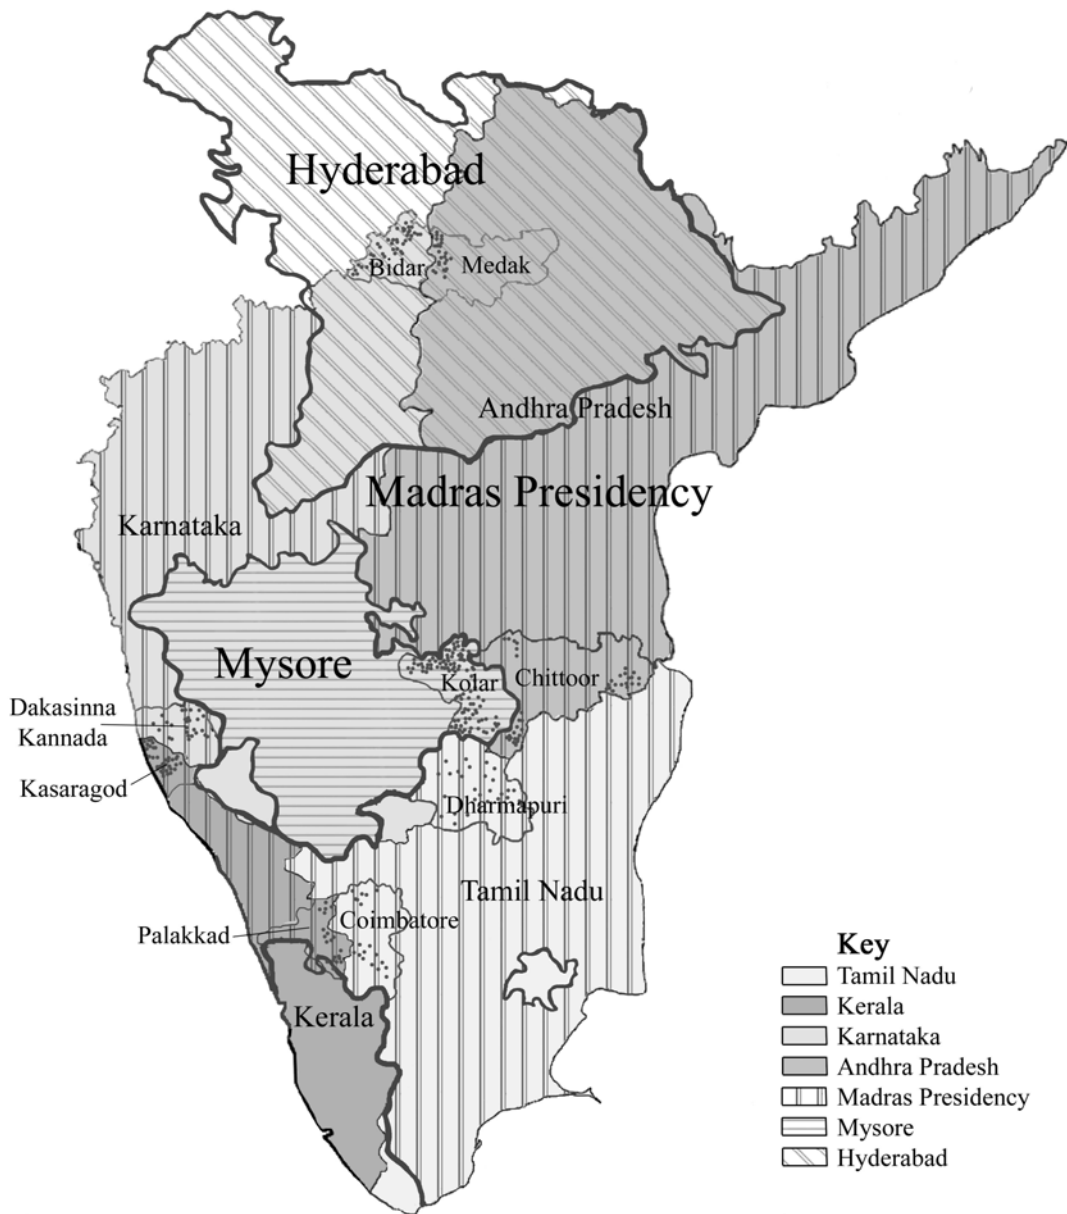 Hyderabad
Bidar
Medak
Andhra Pradesh
Madras Presidency
Karnataka
Mysore
Kolar
Chittoor
Dakasinna
Kannada
Kasaragod
Dharmapuri
Tamil Nadu
Coimbatore
Palakkad
Kerala
Key
Tamil Nadu
Kerala
Karnataka
Andhra Pradesh
Madras Presidency
Mysore
Hyderabad